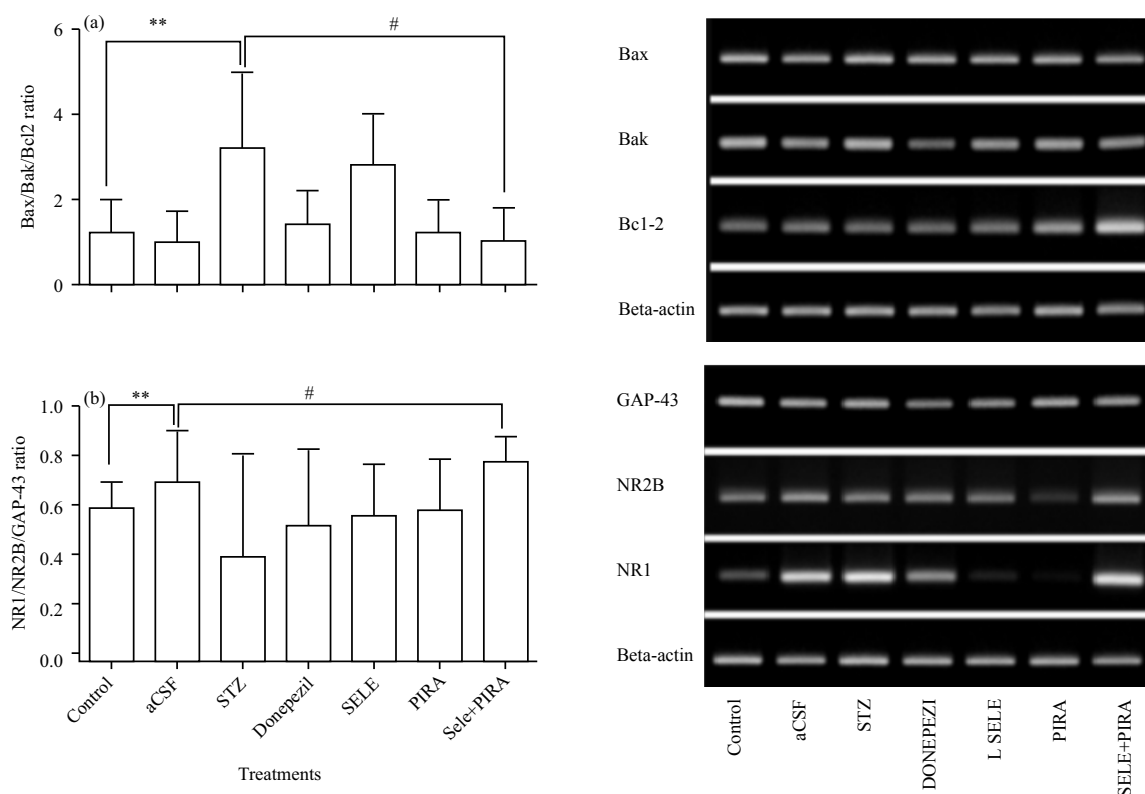 (a)
**
#
6
4
2
0
Bax/Bak/Bcl2 ratio
Bax
Bak
Bc1-2
Beta-actin
(b)
**
#
1.0
0.8
0.6
0.4
0.2
0.0
NR1/NR2B/GAP-43 ratio
Control
aCSF
STZ
Donepezil
SELE
PIRA
Sele+PIRA
Treatments
GAP-43
NR2B
NR1
Beta-actin
Control
aCSF
STZ
DONEPEZI
L SELE
PIRA
SELE+PIRA